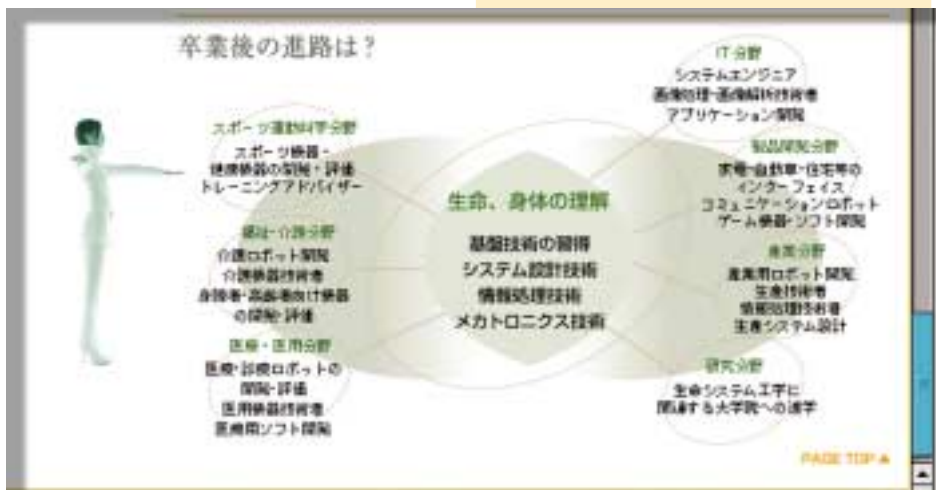 卒業後の進路は？
スポーツ運動科学分野
スポーツ機器・
健康機器の開発・評価
トレーニングアドバイザー
福祉・介護分野
介護ロボット開発
介護機器技術者
身障者・高齢者向け機器
の開発・評価
医療・医用分野
医療・診療ロボットの
開発・評価
医用機器技術者
医療用ソフト開発
生命、身体の理解
基盤技術の習得
システム設計技術
情報処理技術
メカトロニクス技術
IT分野
システムエンジニア
画像処理・画像解析技術者
アプリケーション開発
製品開発分野
家電・自動車・住宅等の
インターフェイス
コミュニケーションロボット
ゲーム機器・ソフト開発
産業分野
産業用ロボット開発
生産技術者
情報処理技術者
生産システム設計
研究分野
生命システム工学に
関連する大学院への進学
PAGE TOP▲